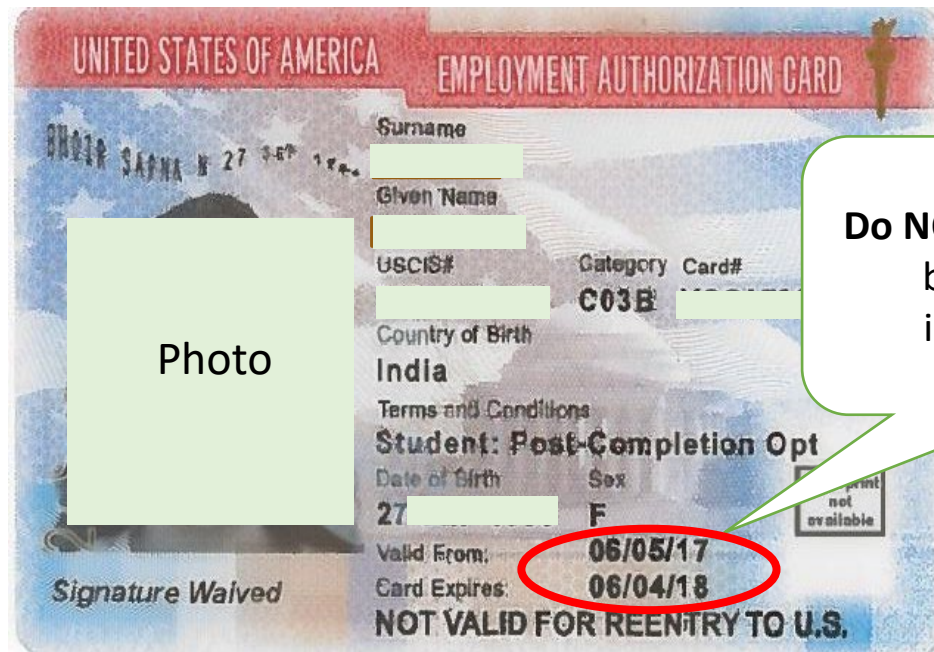 UNITED STATES OF AMERICA
EMPLOYMENT AUTHORIZATION CARD
Surname
Given Name
USCIS# Category Card#
C03B
Country of Birth
India
Terms and Conditions
Student: Post-Completion Opt
Date of Birth Sex
27 F
Valid From: 06/05/17
Card Expires: 06/04/18
NOT VALID FOR REENTRY TO U.S.
Photo
Signature Waived
not
available
Do